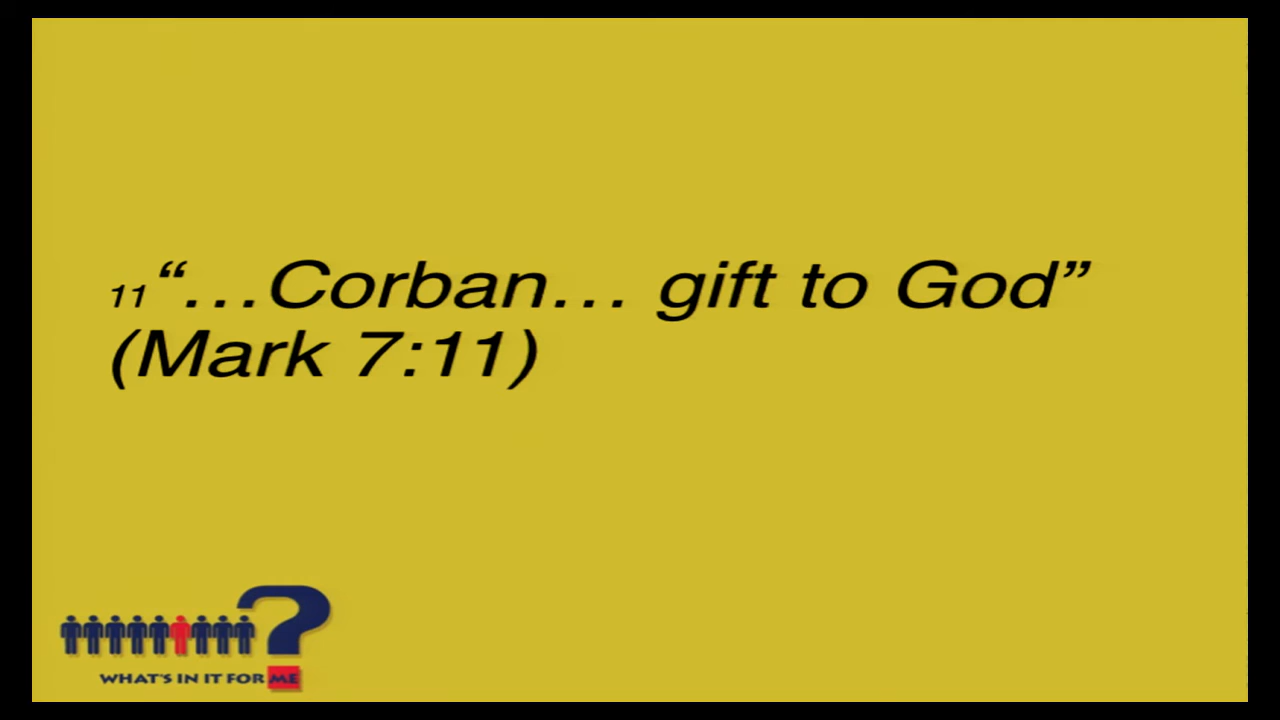 11“…Corban… gift to God”
(Mark 7:11)
?
WHAT'S IN IT FOR ME